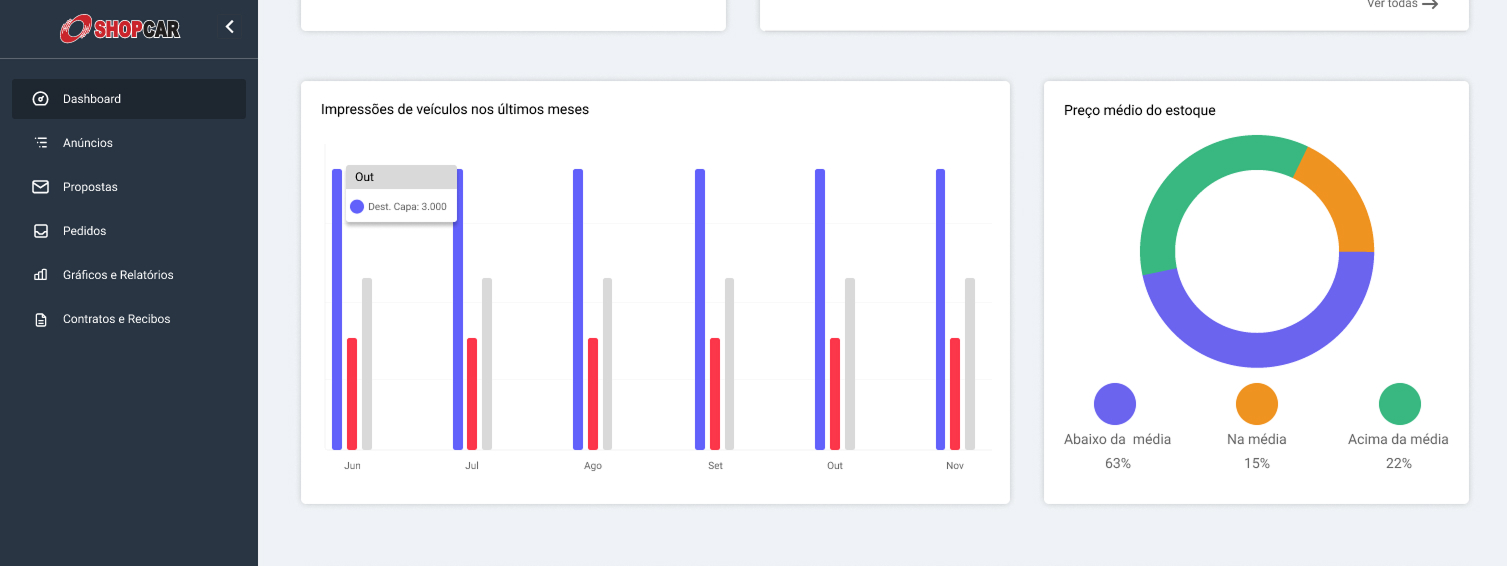 SHOPCAR
Dashboard
Anúncios
Propostas
Pedidos
Gráficos e Relatórios
Contratos e Recibos
Ver todas
Impressões de veículos nos últimos meses
Out
Dest. Capa: 3.000
Jun Jul Ago Set Out Nov
Preço médio do estoque
Abaixo da média Na média Acima da média
63% 15% 22%